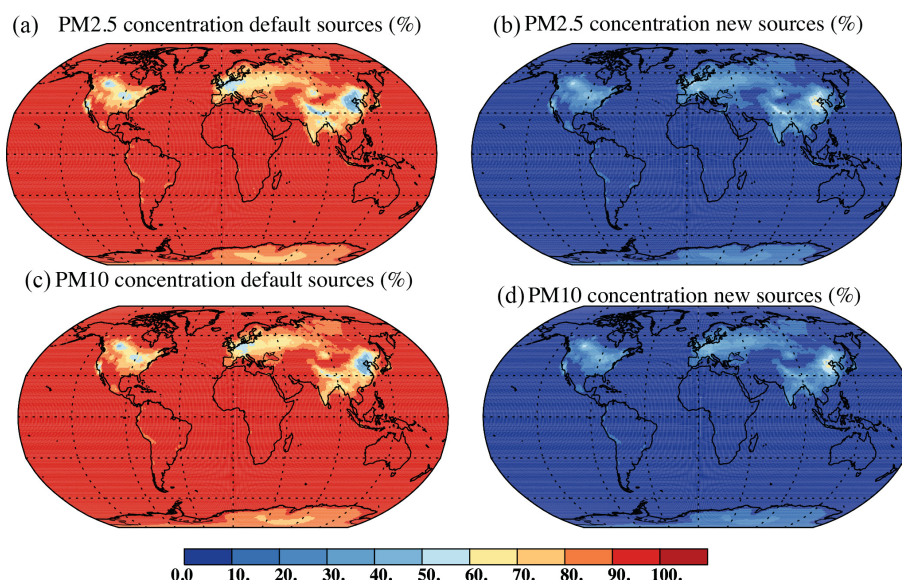 (a) PM2.5 concentration default sources (%)
(b) PM2.5 concentration new sources (%)
(c) PM10 concentration default sources (%)
(d) PM10 concentration new sources (%)
0.0 10. 20. 30. 40. 50. 60. 70. 80. 90. 100.